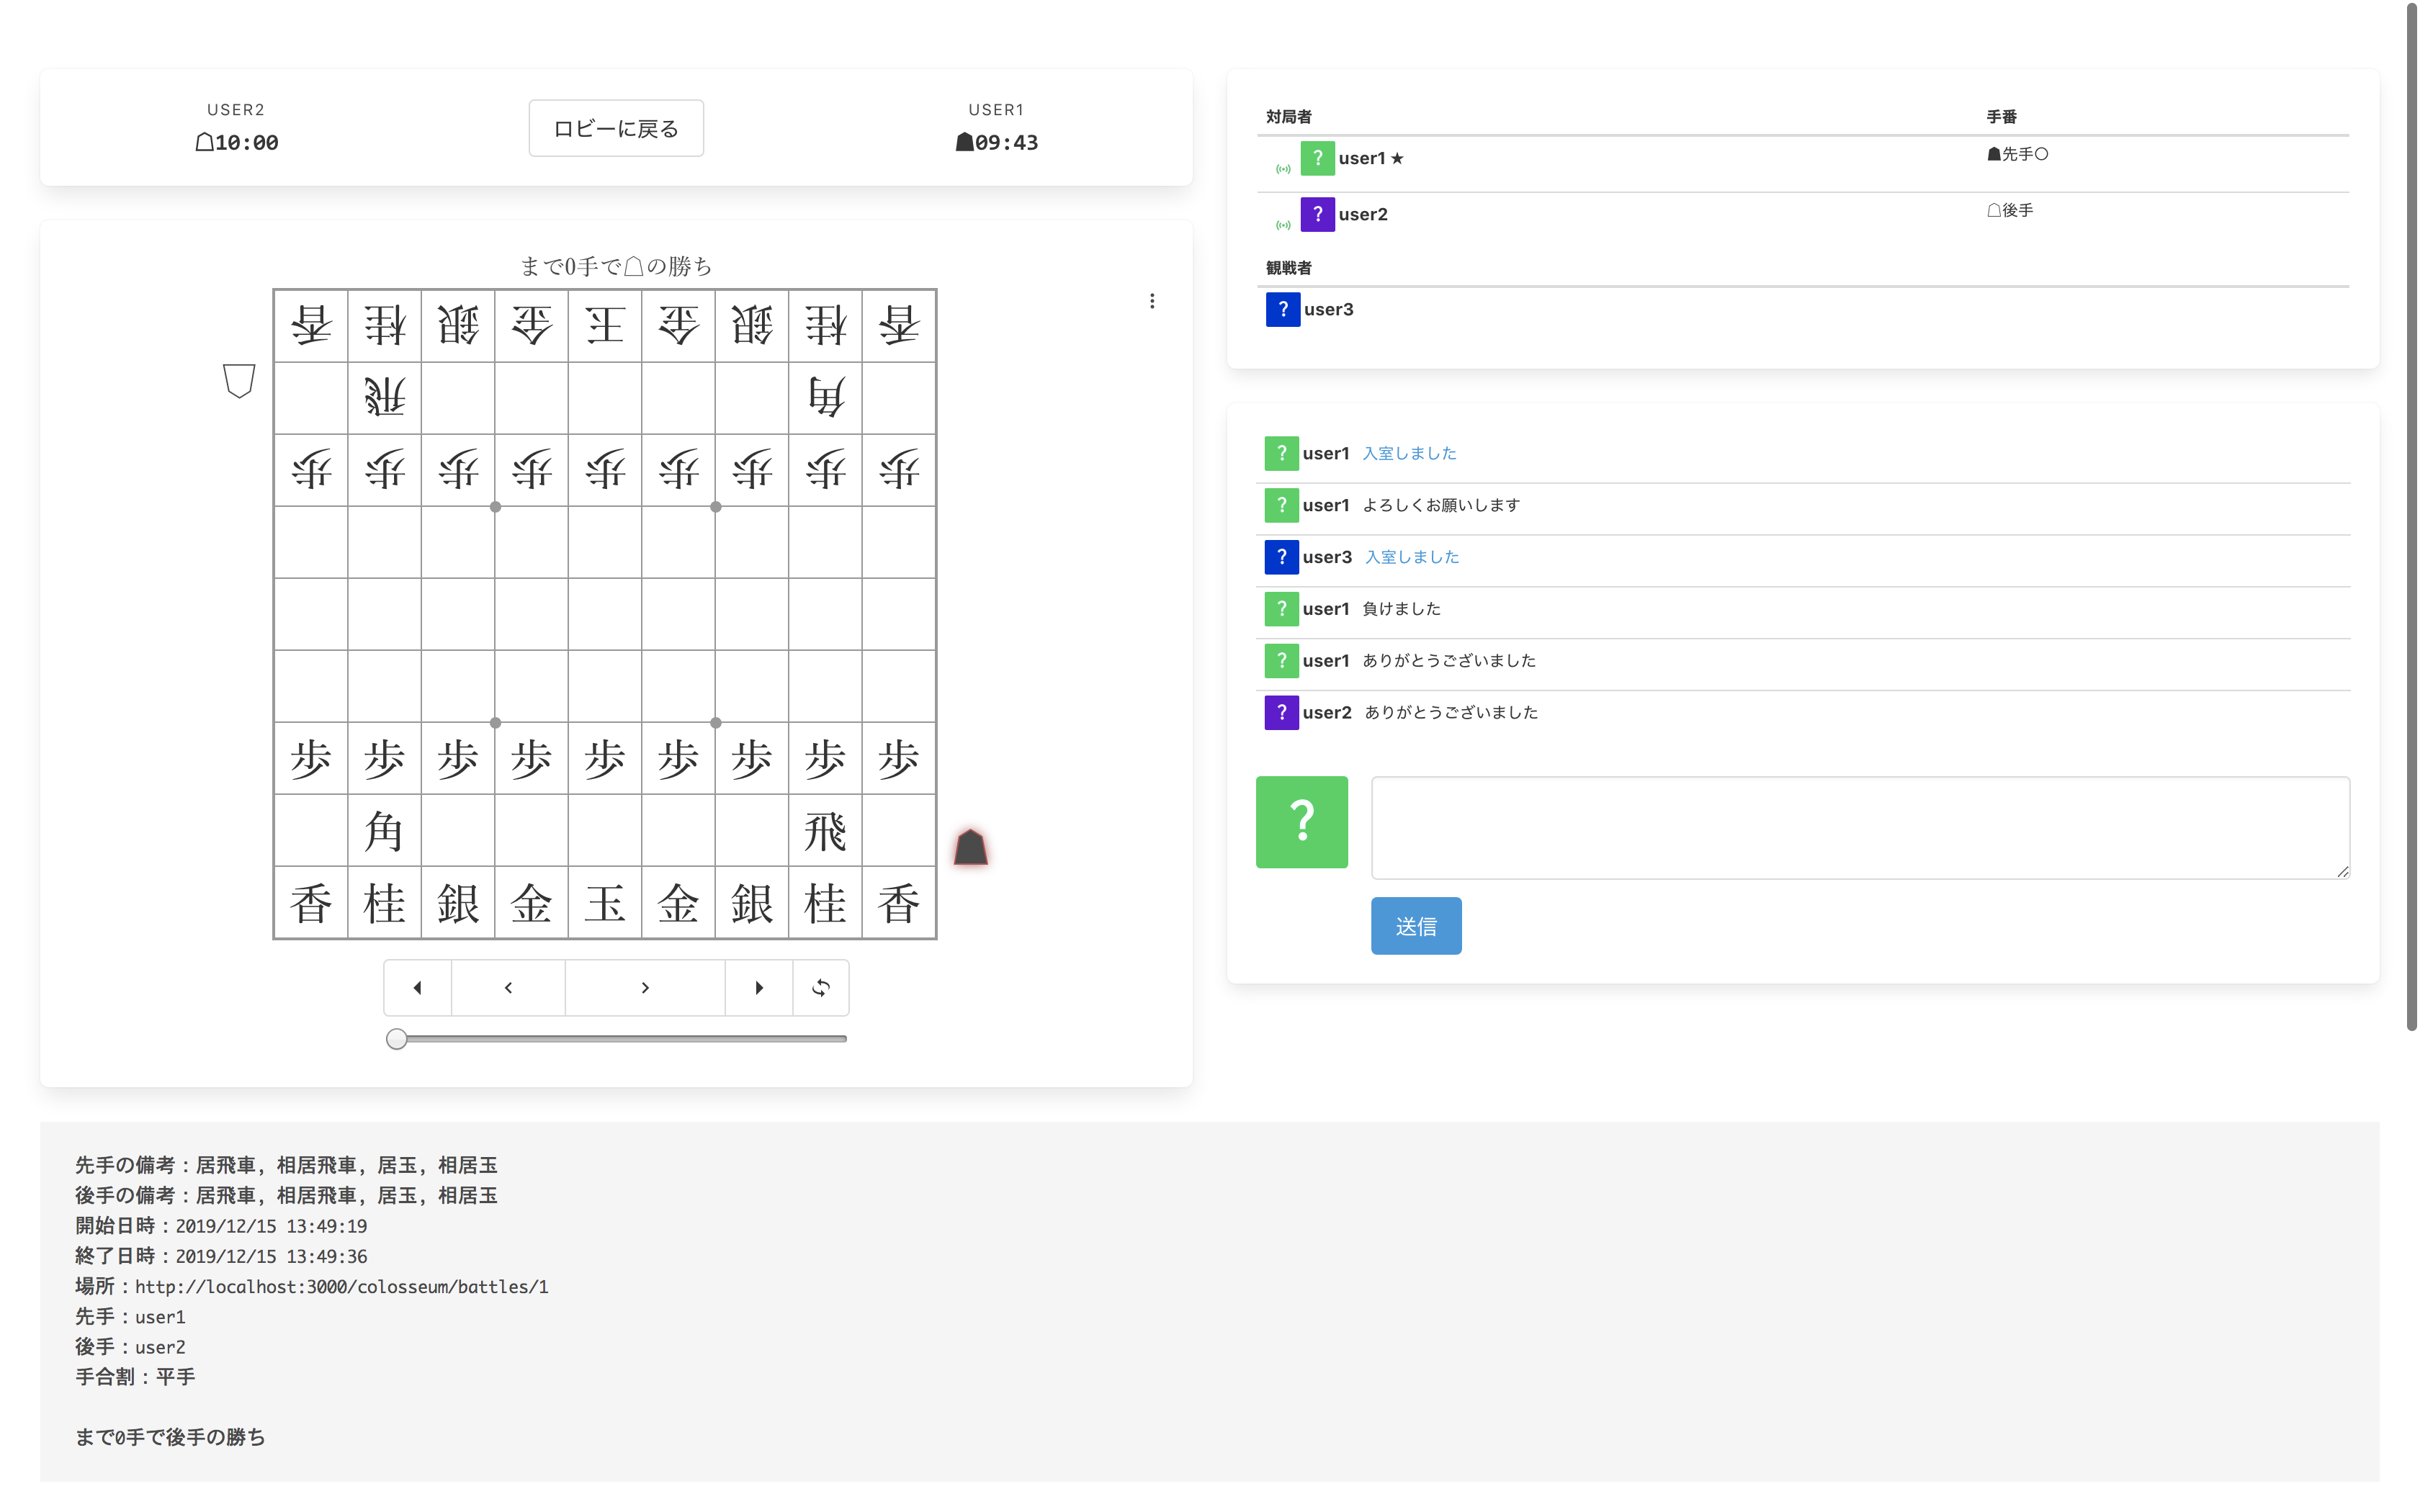 USER2
☖10:00
ロビーに戻る
USER1
☗09:43
まで0手で☖の勝ち
香桂銀金王金銀桂香
飛角
歩歩歩歩歩歩歩歩歩
歩歩歩歩歩歩歩歩歩
角飛
香桂銀金玉金銀桂香
対局者 手番
? user1 ★ ☗先手○
? user2 ☖後手
観戦者
? user3
? user1 入室しました
? user1 よろしくお願いします
? user3 入室しました
? user1 負けました
? user1 ありがとうございました
? user2 ありがとうございました
?
送信
先手の備考：居飛車, 相居飛車, 居玉, 相居玉
後手の備考：居飛車, 相居飛車, 居玉, 相居玉
開始日時：2019/12/15 13:49:19
終了日時：2019/12/15 13:49:36
場所：http://localhost:3000/colosseum/battles/1
先手：user1
後手：user2
手合割：平手
まで0手で後手の勝ち